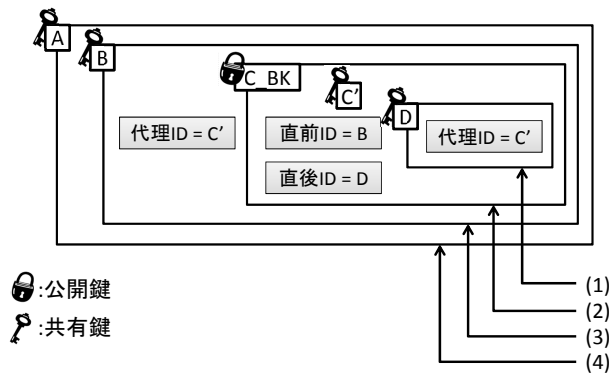 A
B
C_BK
C’
D
代理ID = C’
直前ID = B
代理ID = C’
直後ID = D
:公開鍵
:共有鍵
(1)
(2)
(3)
(4)